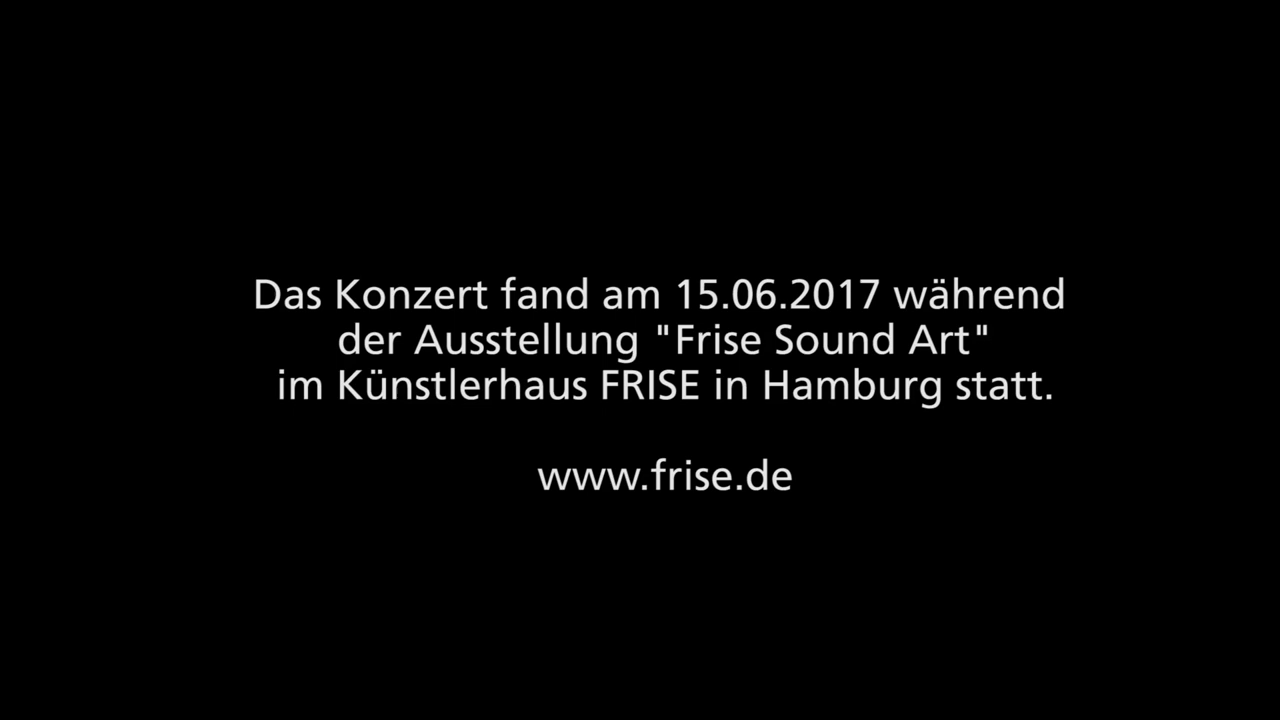 Das Konzert fand am 15.06.2017 während
der Ausstellung "Frise Sound Art"
im Künstlerhaus FRISE in Hamburg statt.
www.frise.de